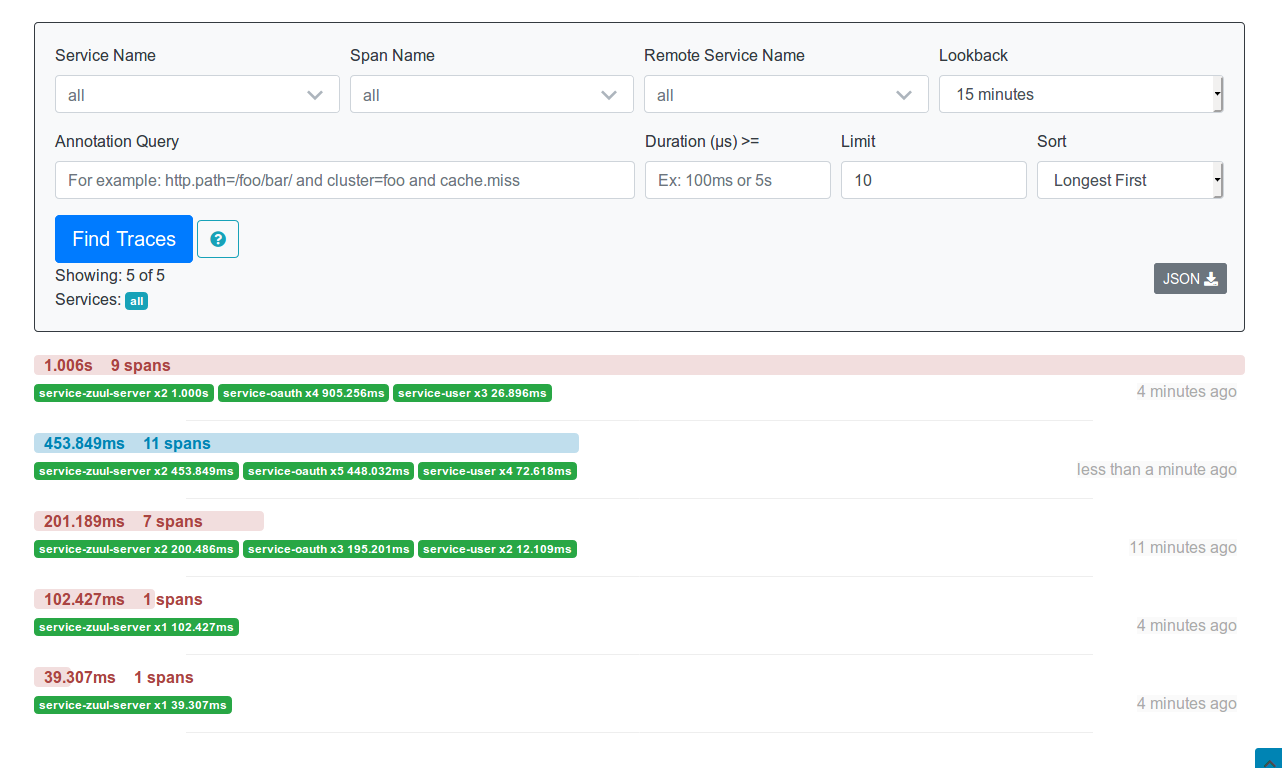 Service Name Span Name Remote Service Name Lookback
all all all 15 minutes
Annotation Query Duration (μs) >= Limit Sort
For example: http.path=/foo/bar/ and cluster=foo and cache.miss Ex: 100ms or 5s 10 Longest First
Find Traces ?
Showing: 5 of 5
JSON
Services: all
1.006s 9 spans
service-zuul-server x2 1.000s service-oauth x4 905.256ms service-user x3 26.896ms 4 minutes ago
453.849ms 11 spans
service-zuul-server x2 453.849ms service-oauth x5 448.032ms service-user x4 72.618ms less than a minute ago
201.189ms 7 spans
service-zuul-server x2 200.486ms service-oauth x3 195.201ms service-user x2 12.109ms 11 minutes ago
102.427ms 1 spans
service-zuul-server x1 102.427ms 4 minutes ago
39.307ms 1 spans
service-zuul-server x1 39.307ms 4 minutes ago